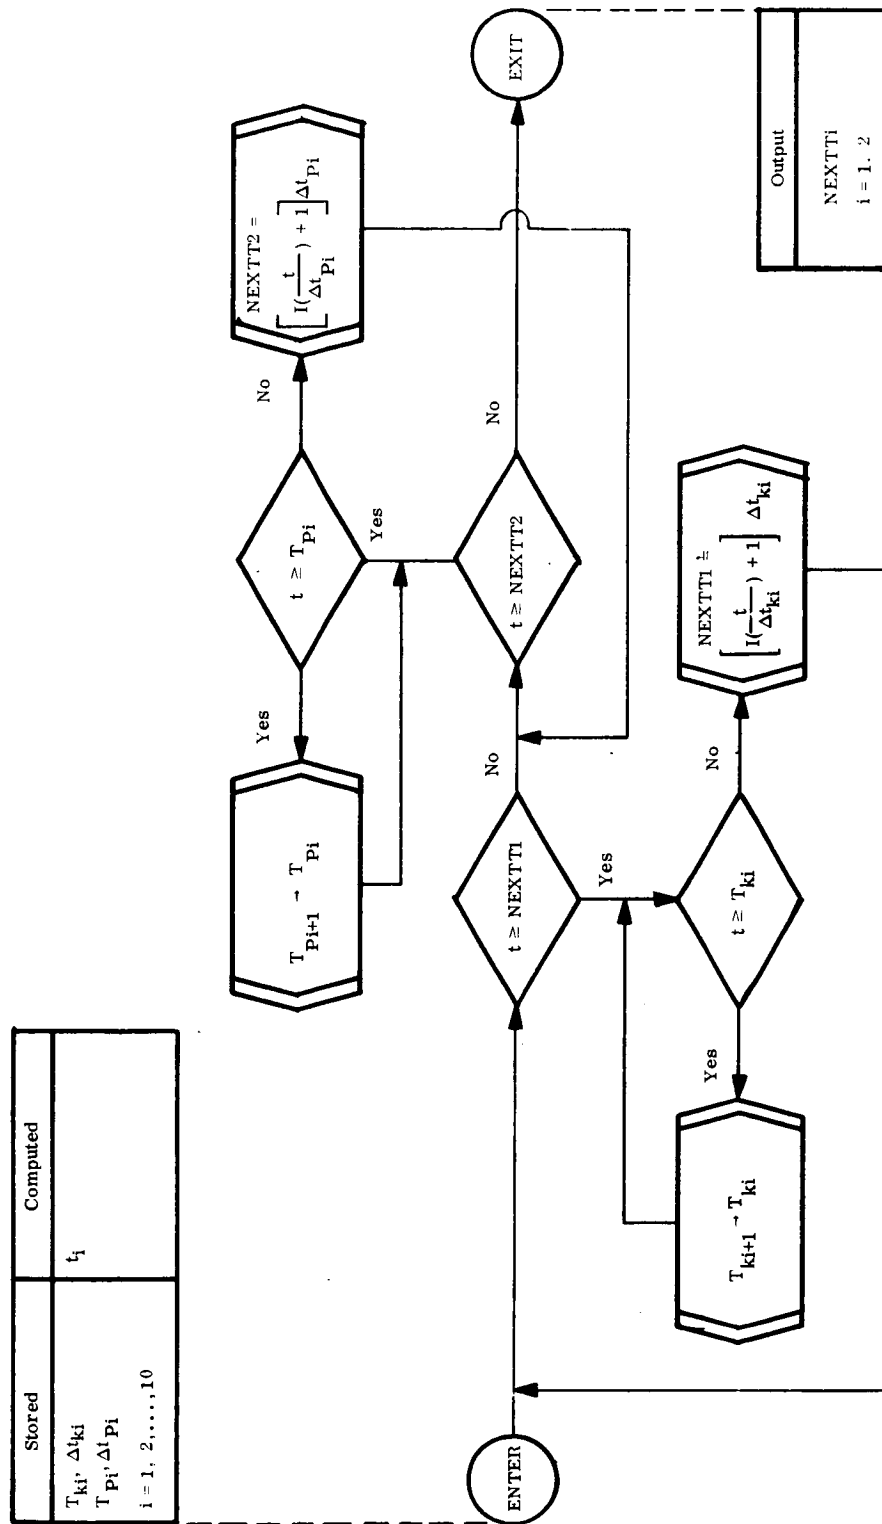 Stored
Computed
T_ki, Δt_ki
T_Pi, Δt_Pi
i = 1, 2, . . . , 10
t_i
T_Pi+1 → T_Pi
Yes
t ≥ T_Pi
No
NEXTT2 =
[I(t/Δt_Pi) + 1] Δt_Pi
Yes
ENTER
t ≥ NEXTT1
No
t ≥ NEXTT2
No
EXIT
Yes
T_ki+1 → T_ki
Yes
t ≥ T_ki
No
NEXTT1 =
[I(t/Δt_ki) + 1] Δt_ki
Output
NEXTTi
i = 1. 2